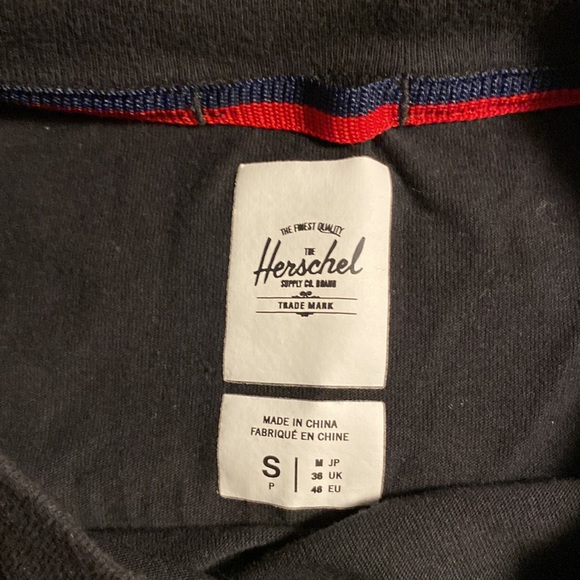 THE FINEST QUALITY
THE
Herschel
SUPPLY CO. BRAND
TRADE MARK
MADE IN CHINA
FABRIQUÉ EN CHINE
S
P
M JP
36 UK
46 EU